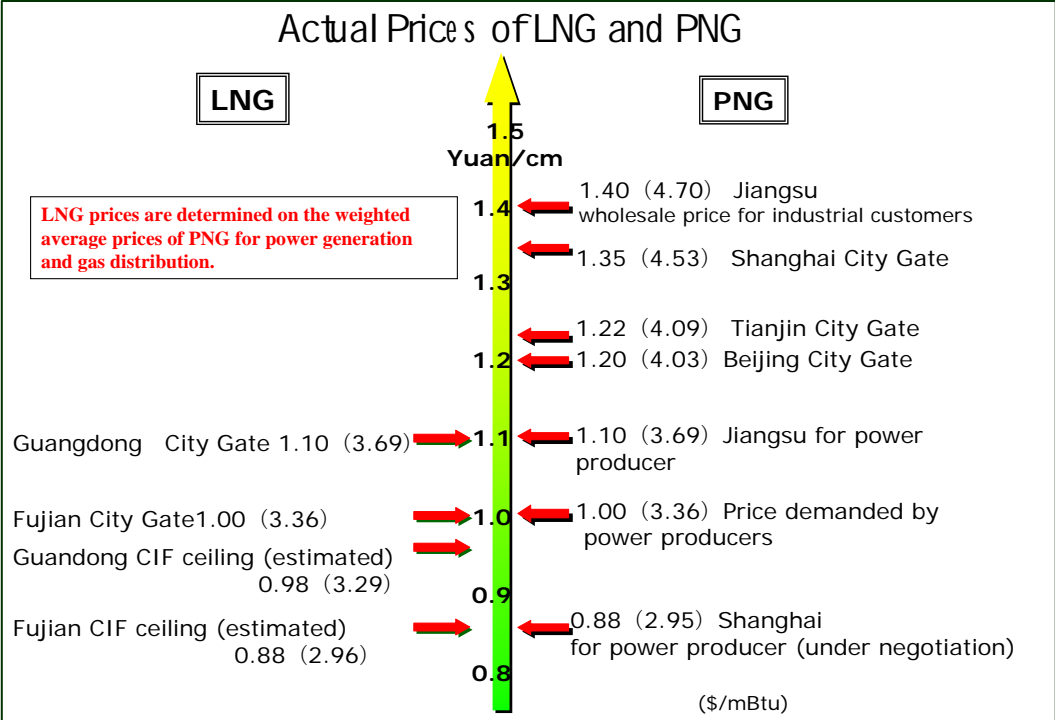 Actual Prices of LNG and PNG
LNG
PNG
1.5
Yuan/cm
LNG prices are determined on the weighted
average prices of PNG for power generation
and gas distribution.
1.4
1.3
1.2
1.1
1.0
0.9
0.8
1.40（4.70） Jiangsu
wholesale price for industrial customers
1.35（4.53） Shanghai City Gate
1.22（4.09） Tianjin City Gate
1.20（4.03）Beijing City Gate
Guangdong City Gate 1.10（3.69）
1.10（3.69）Jiangsu for power
producer
Fujian City Gate1.00（3.36）
1.00（3.36）Price demanded by
power producers
Guandong CIF ceiling (estimated)
0.98（3.29）
Fujian CIF ceiling (estimated)
0.88（2.96）
0.88（2.95）Shanghai
for power producer (under negotiation)
($/mBtu)